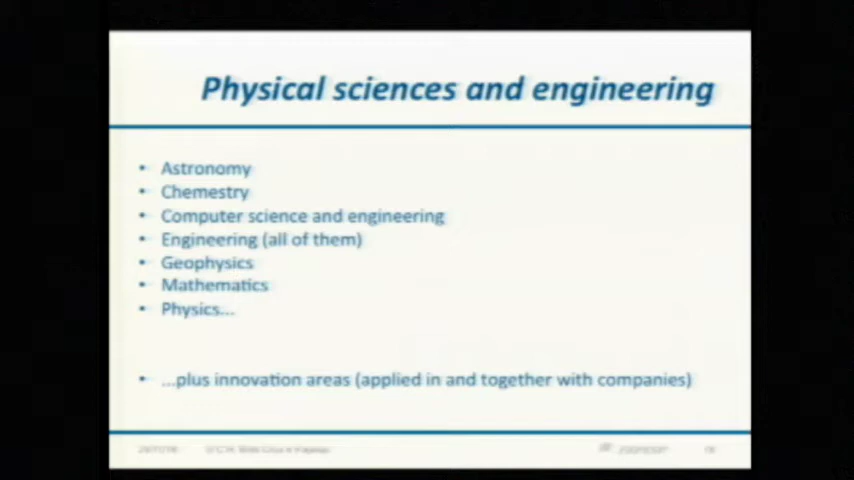 Physical sciences and engineering
• Astronomy
• Chemestry
• Computer science and engineering
• Engineering (all of them)
• Geophysics
• Mathematics
• Physics...
• ...plus innovation areas (applied in and together with companies)